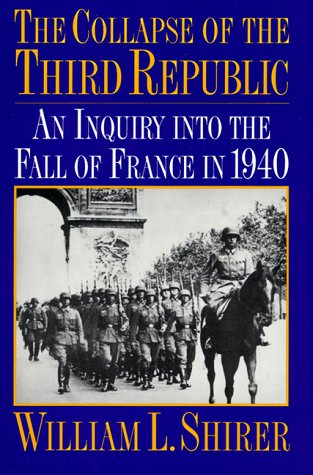 THE COLLAPSE OF THE
THIRD REPUBLIC
AN INQUIRY INTO THE
FALL OF FRANCE IN 1940
WILLIAM L. SHIRER